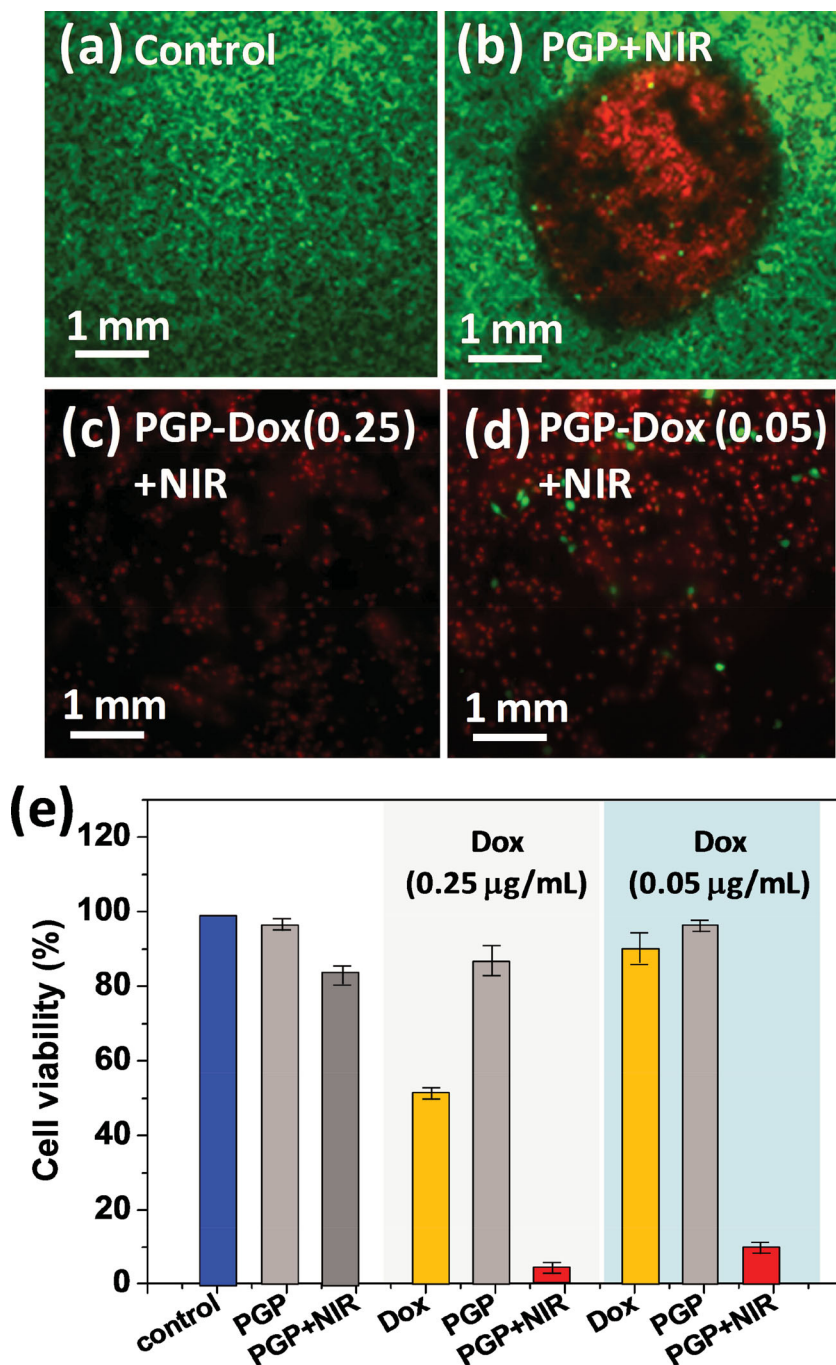 (a) Control
1 mm
(b) PGP+NIR
1 mm
(c) PGP-Dox(0.25)
+NIR
1 mm
(d) PGP-Dox (0.05)
+NIR
1 mm
(e)
Cell viability (%)
120
100
80
60
40
20
0
Dox
(0.25 µg/mL)
Dox
(0.05 µg/mL)
control
PGP
PGP+NIR
Dox
PGP
PGP+NIR
Dox
PGP
PGP+NIR